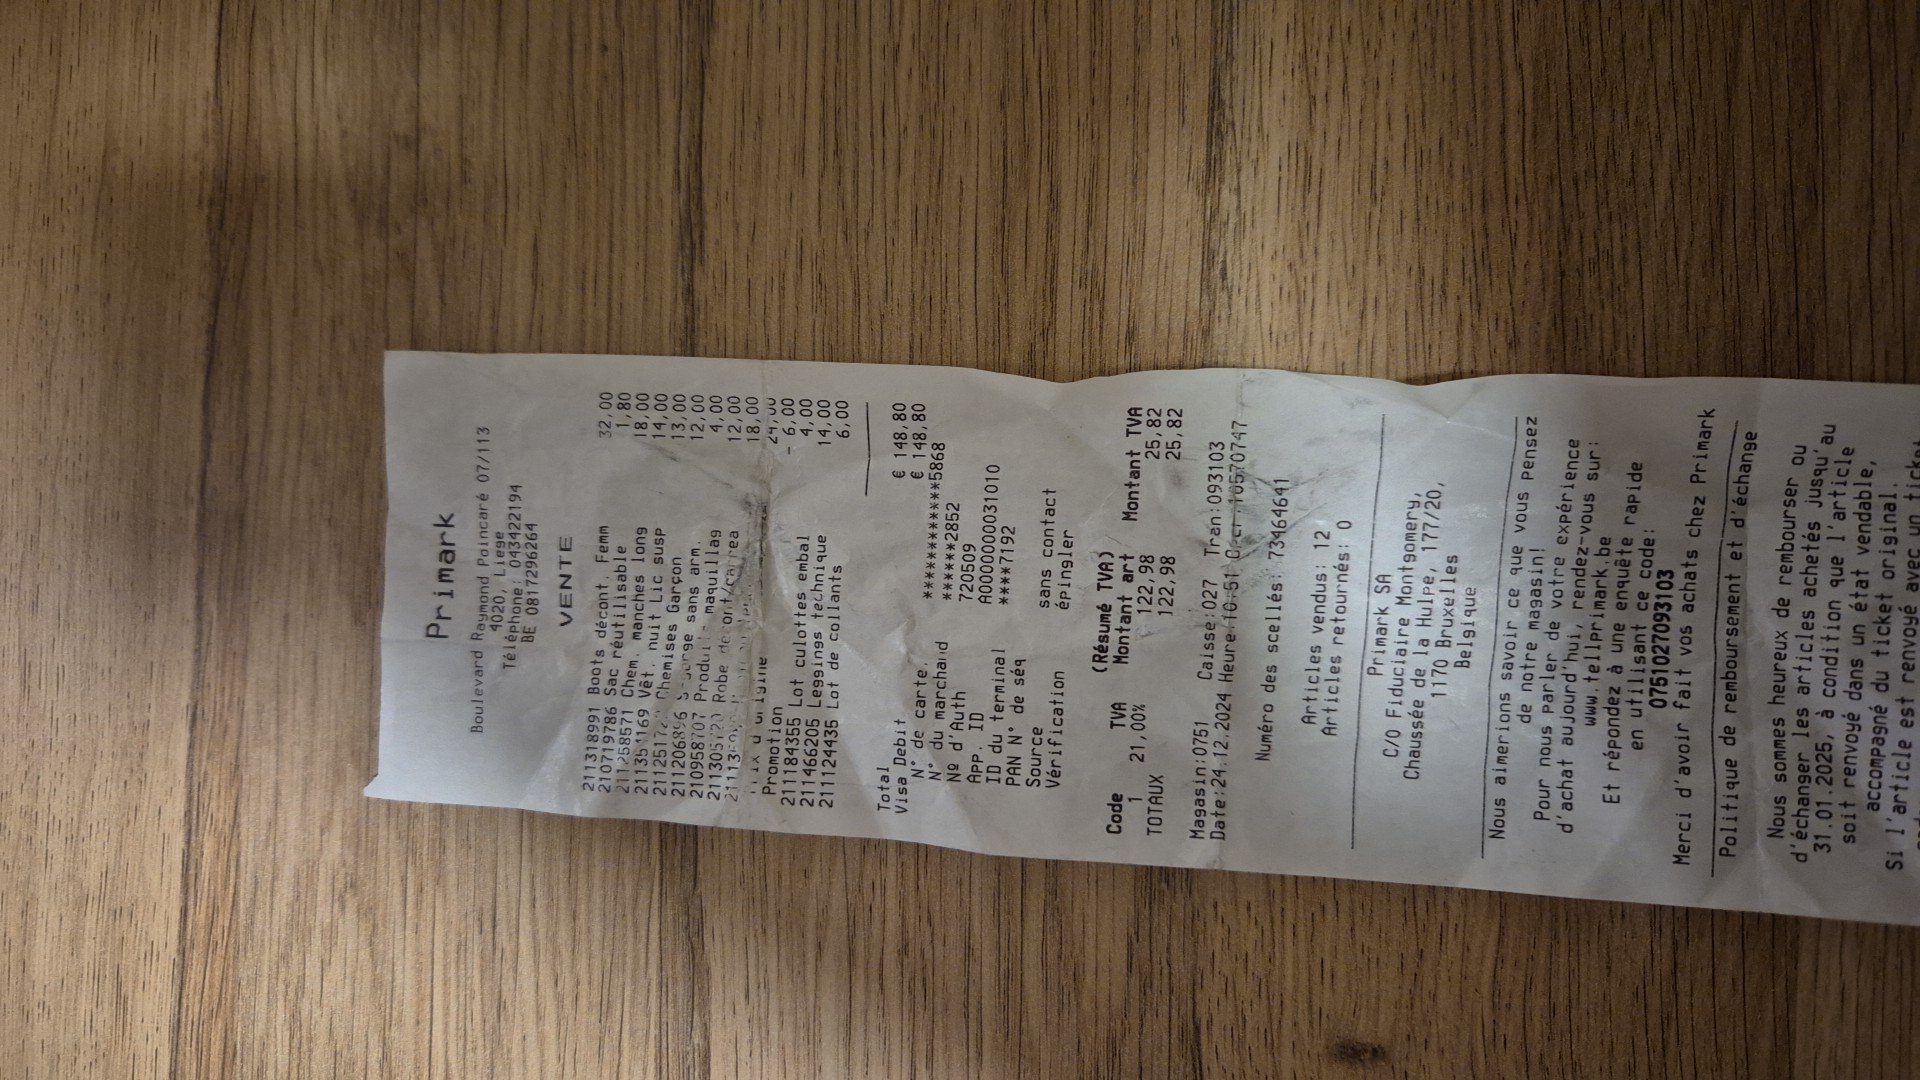 Primark
Boulevard Raymond Poincaré 07/113
4020, Liege
Téléphone: 043422194
BE 0817296264
VENTE
211318991 Boots décont. Femm 32,00
210719786 Sac réutilisable 1,80
211258571 Chem. manches long 18,00
211351169 Vêt. nuit Lic susp 14,00
Chemises Garçon 13,00
211206896 sans arm. 12,00
maquillag 4,00
Robe 12,00
18,00
24,00
Promotion - 6,00
211184355 Lot culottes embal 4,00
211466205 Leggings technique 14,00
211124435 Lot de collants 6,00
Total € 148,80
Visa Debit € 148,80
N° de carte. ************5868
N° du marchand ******2852
Nº d'Auth 720509
App. ID A0000000031010
ID du terminal ****7192
PAN N° de séq
Source sans contact
Vérification épingler
(Résumé TVA)
Code TVA Montant art Montant TVA
1 21,00% 122,98 25,82
TOTAUX 122,98 25,82
Magasin:0751 Caisse:027 Tran:093103
Date:24.12.2024 Heure:10:51
Numéro des scellés: 73464641
Articles vendus: 12
Articles retournés: 0
Primark SA
C/O Fiduciaire Montgomery,
Chaussée de la Hulpe, 177/20,
1170 Bruxelles
Belgique
Nous aimerions savoir ce que vous pensez
de notre magasin!
Pour nous parler de votre expérience
d'achat aujourd'hui, rendez-vous sur:
www.tellPrimark.be
Et répondez à une enquête rapide
en utilisant ce code:
0751027093103
Merci d'avoir fait vos achats chez Primark
Politique de remboursement et d'échange
Nous sommes heureux de rembourser ou
d'échanger les articles achetés jusqu'au
31.01.2025, à condition que l'article
soit renvoyé dans un état vendable,
accompagné du ticket original.
Si l'article est renvoyé avec un ticket